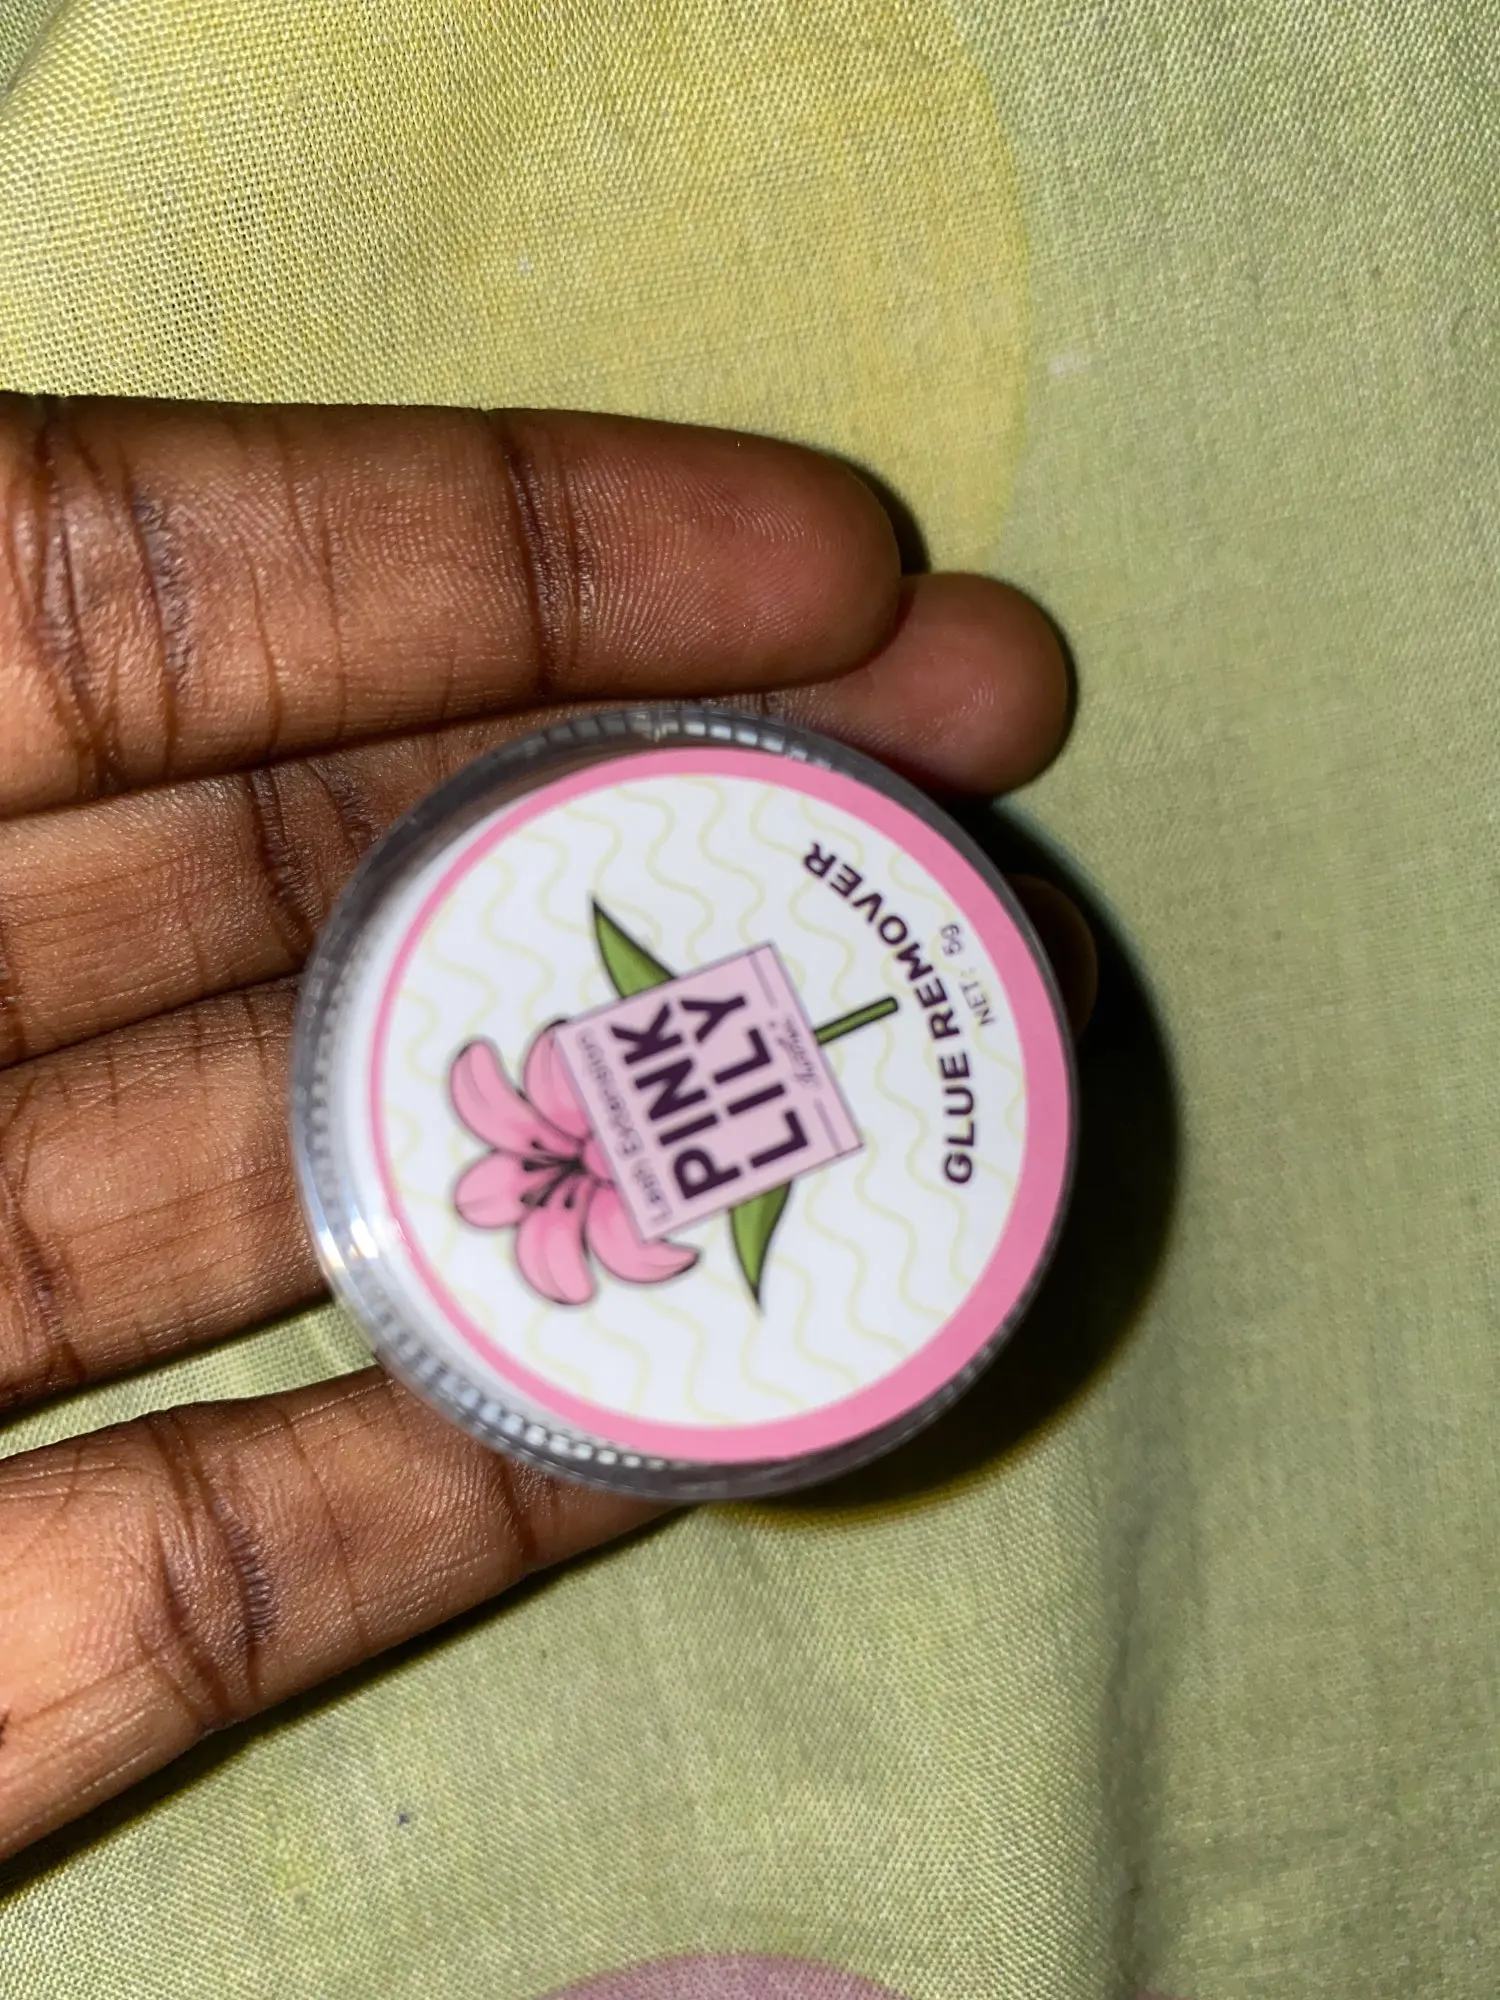 Lash Extension
PINK
LILY
GLUE REMOVER
NET: 5g